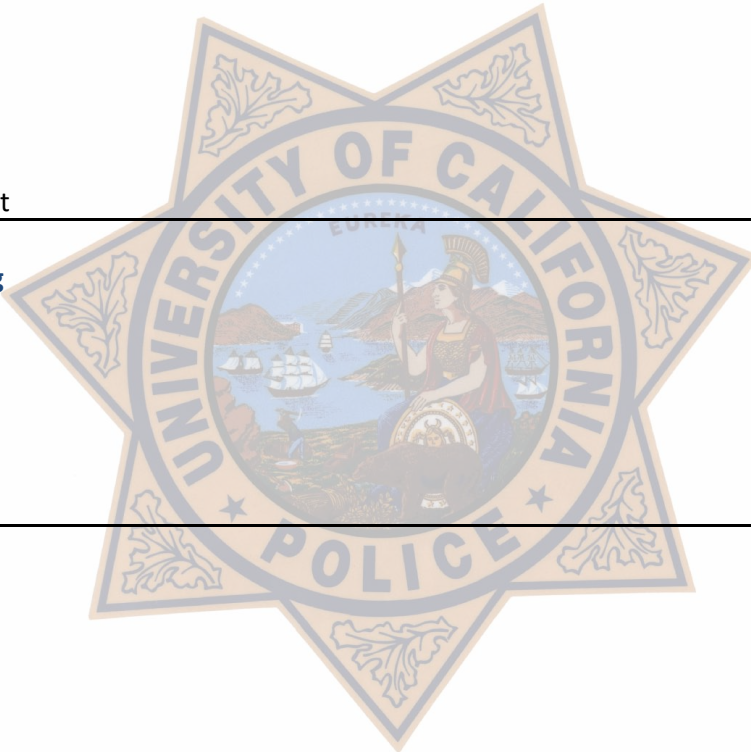 t
g
UNIVERSITY OF CALIFORNIA
EUREKA
★ POLICE ★